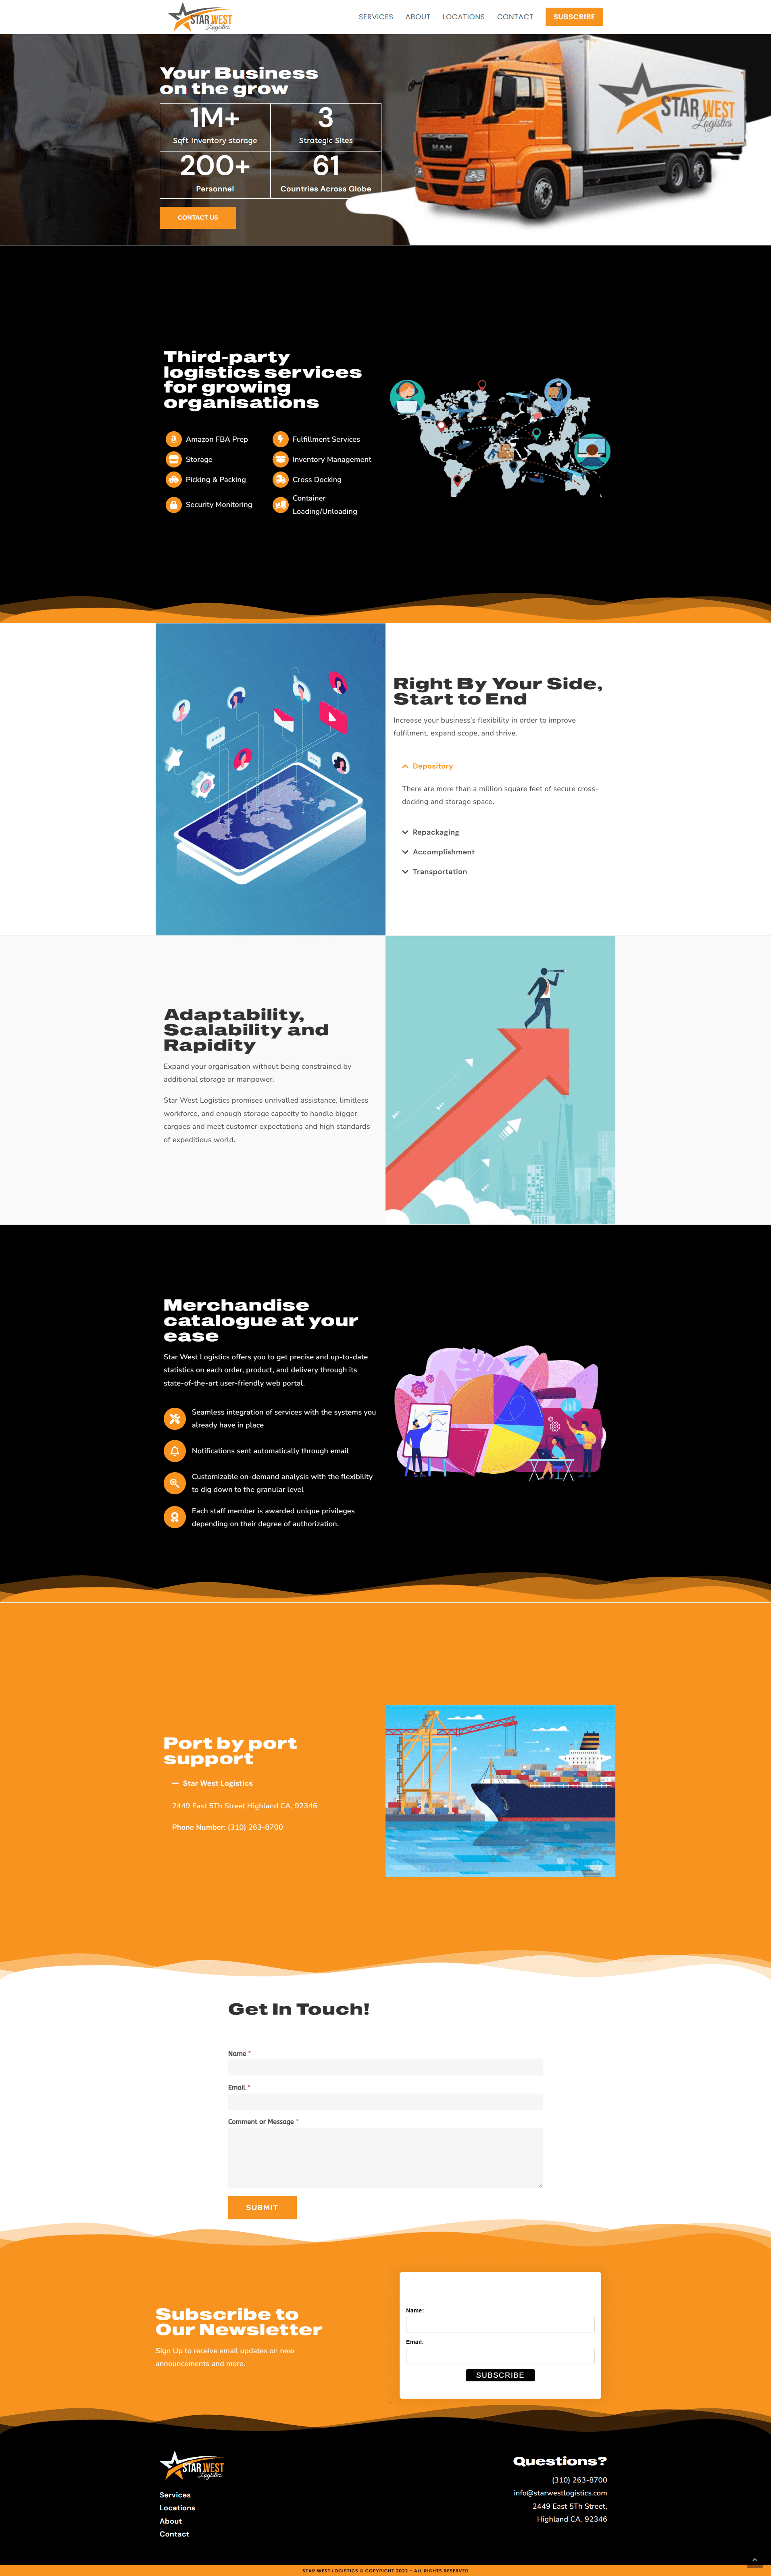 STAR WEST
Logistics
SERVICES ABOUT LOCATIONS CONTACT SUBSCRIBE
Your Business
on the grow
1M+
Sqft Inventory storage
3
Strategic Sites
200+
Personnel
61
Countries Across Globe
CONTACT US
MAN
STAR WEST
Logistics
Third-party
logistics services
for growing
organisations
Amazon FBA Prep
Fulfillment Services
Storage
Inventory Management
Picking & Packing
Cross Docking
Security Monitoring
Container
Loading/Unloading
Right By Your Side,
Start to End
Increase your business's flexibility in order to improve
fulfilment, expand scope, and thrive.
Depository
There are more than a million square feet of secure cross-
docking and storage space.
Repackaging
Accomplishment
Transportation
Adaptability,
Scalability and
Rapidity
Expand your organisation without being constrained by
additional storage or manpower.
Star West Logistics promises unrivalled assistance, limitless
workforce, and enough storage capacity to handle bigger
cargoes and meet customer expectations and high standards
of expeditious world.
Merchandise
catalogue at your
ease
Star West Logistics offers you to get precise and up-to-date
statistics on each order, product, and delivery through its
state-of-the-art user-friendly web portal.
Seamless integration of services with the systems you
already have in place
Notifications sent automatically through email
Customizable on-demand analysis with the flexibility
to dig down to the granular level
Each staff member is awarded unique privileges
depending on their degree of authorization.
Port by port
support
Star West Logistics
2449 East 5Th Street Highland CA, 92346
Phone Number: (310) 263-8700
Get In Touch!
Name *
Email *
Comment or Message *
SUBMIT
Subscribe to
Our Newsletter
Sign Up to receive email updates on new
announcements and more.
Name:
Email:
SUBSCRIBE
STAR WEST
Logistics
Services
Locations
About
Contact
Questions?
(310) 263-8700
info@starwestlogistics.com
2449 East 5Th Street,
Highland CA. 92346
STAR WEST LOGISTICS © COPYRIGHT 2022 - ALL RIGHTS RESERVED